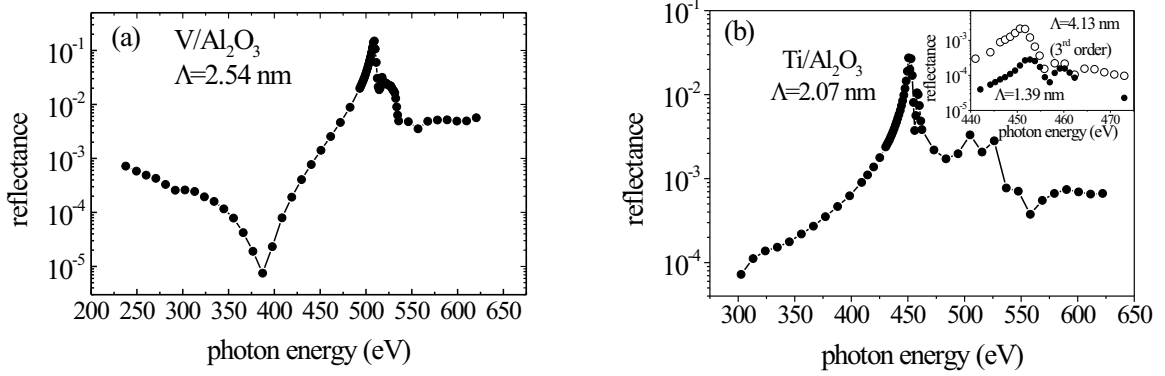 (a)
V/Al₂O₃
Λ=2.54 nm
reflectance
10⁻¹
10⁻²
10⁻³
10⁻⁴
10⁻⁵
200 250 300 350 400 450 500 550 600 650
photon energy (eV)
(b)
Ti/Al₂O₃
Λ=2.07 nm
reflectance
10⁻¹
10⁻²
10⁻³
10⁻⁴
300 350 400 450 500 550 600 650
photon energy (eV)
Λ=4.13 nm
(3ʳᵈ order)
Λ=1.39 nm
reflectance
10⁻³
10⁻⁴
10⁻⁵
440 450 460 470
photon energy (eV)